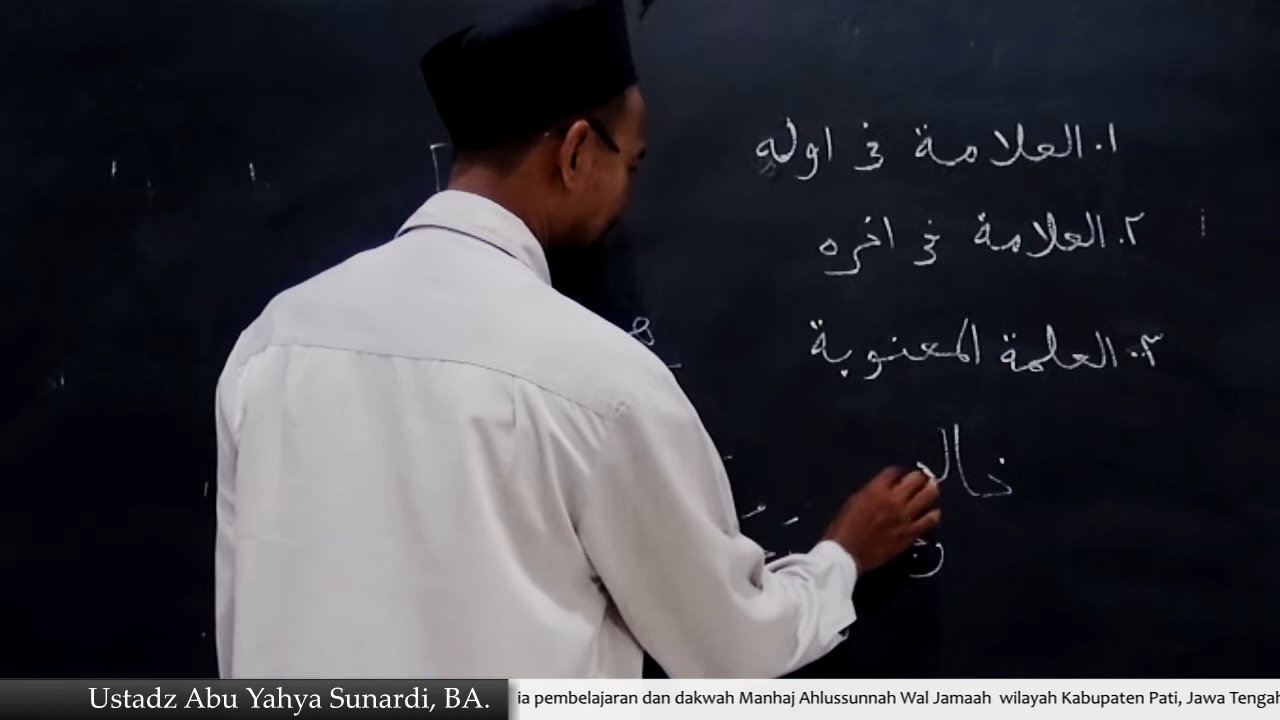 ١. العلامة في اوله
٢. العلامة في اخره
٣. العلمة المعنوية
Ustadz Abu Yahya Sunardi, BA.
ia pembelajaran dan dakwah Manhaj Ahlussunnah Wal Jamaah wilayah Kabupaten Pati, Jawa Tengah